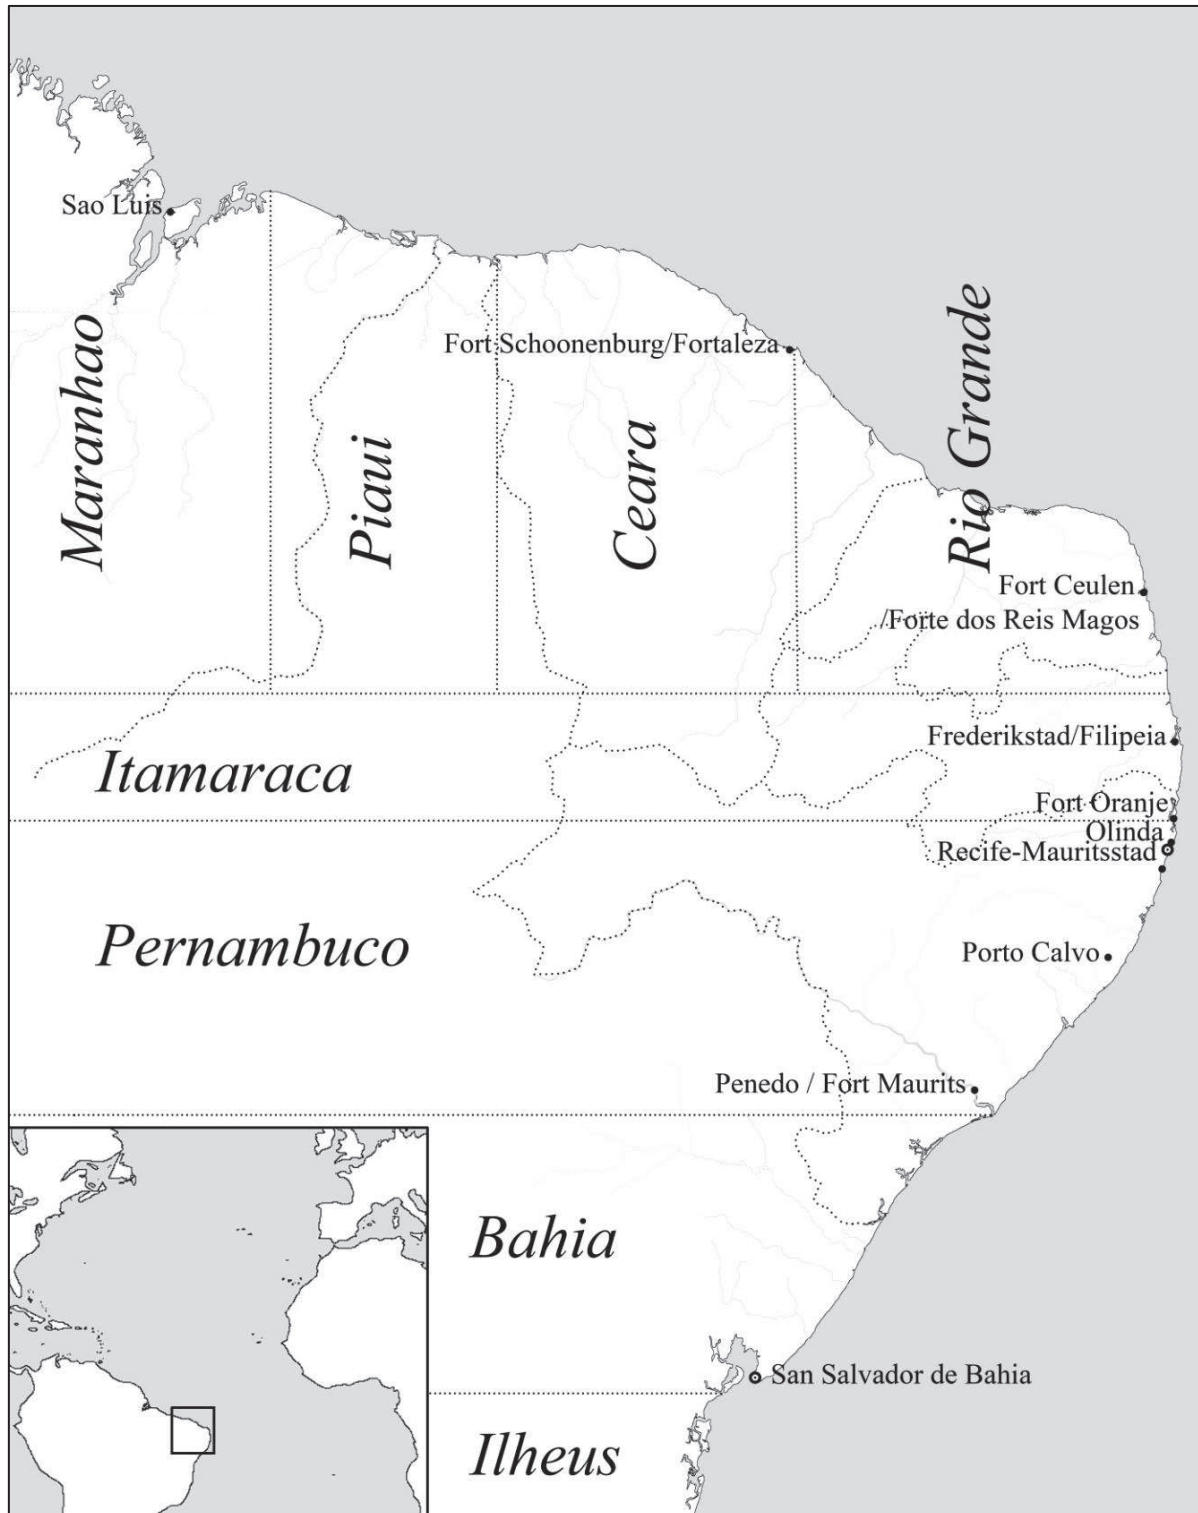 Sao Luis
Maranhao
Piaui
Fort Schoonenburg/Fortaleza
Ceara
Rio Grande
Fort Ceulen
/Forte dos Reis Magos
Itamaraca
Frederikstad/Filipeia
Fort Oranje
Olinda
Recife-Mauritsstad
Pernambuco
Porto Calvo
Penedo / Fort Maurits
Bahia
San Salvador de Bahia
Ilheus